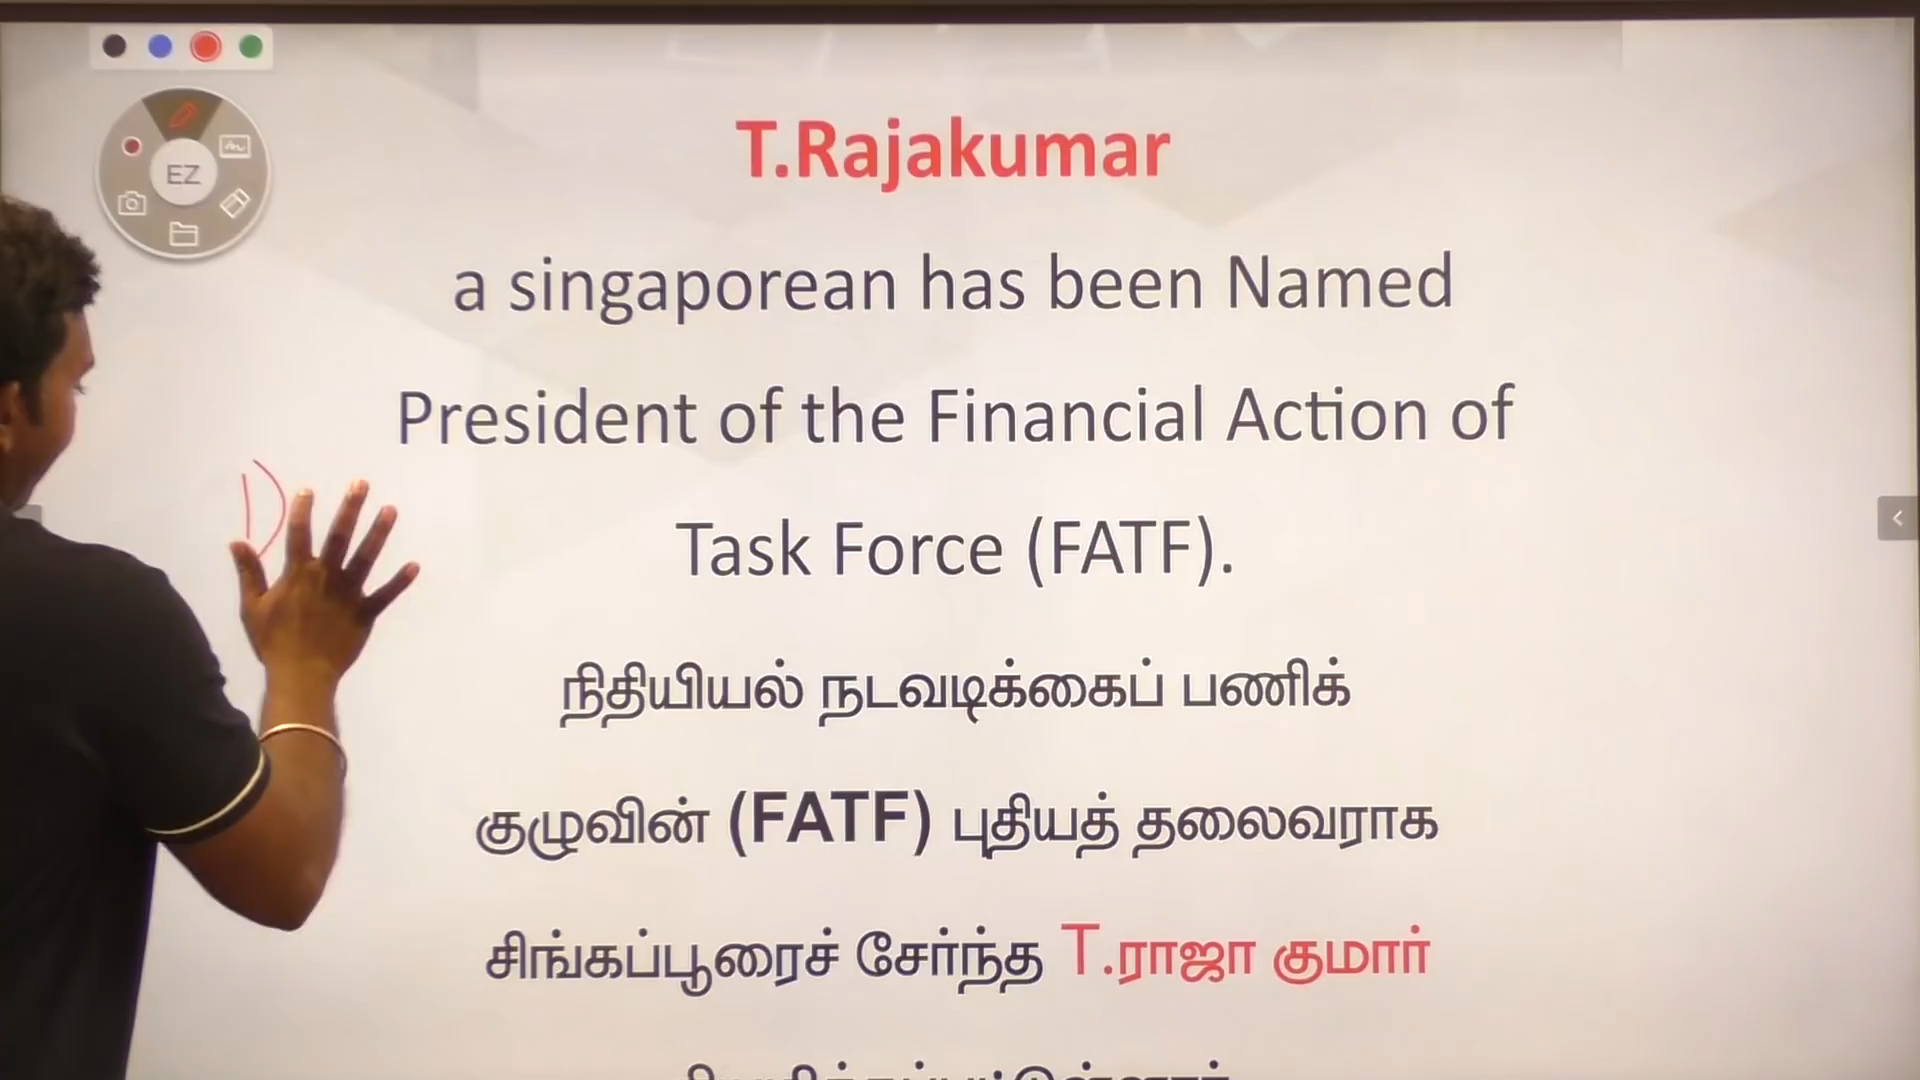 EZ
T.Rajakumar
a singaporean has been Named
President of the Financial Action of
Task Force (FATF).
D
நிதியியல் நடவடிக்கைப் பணிக்
குழுவின் (FATF) புதியத் தலைவராக
சிங்கப்பூரைச் சேர்ந்த T.ராஜா குமார்